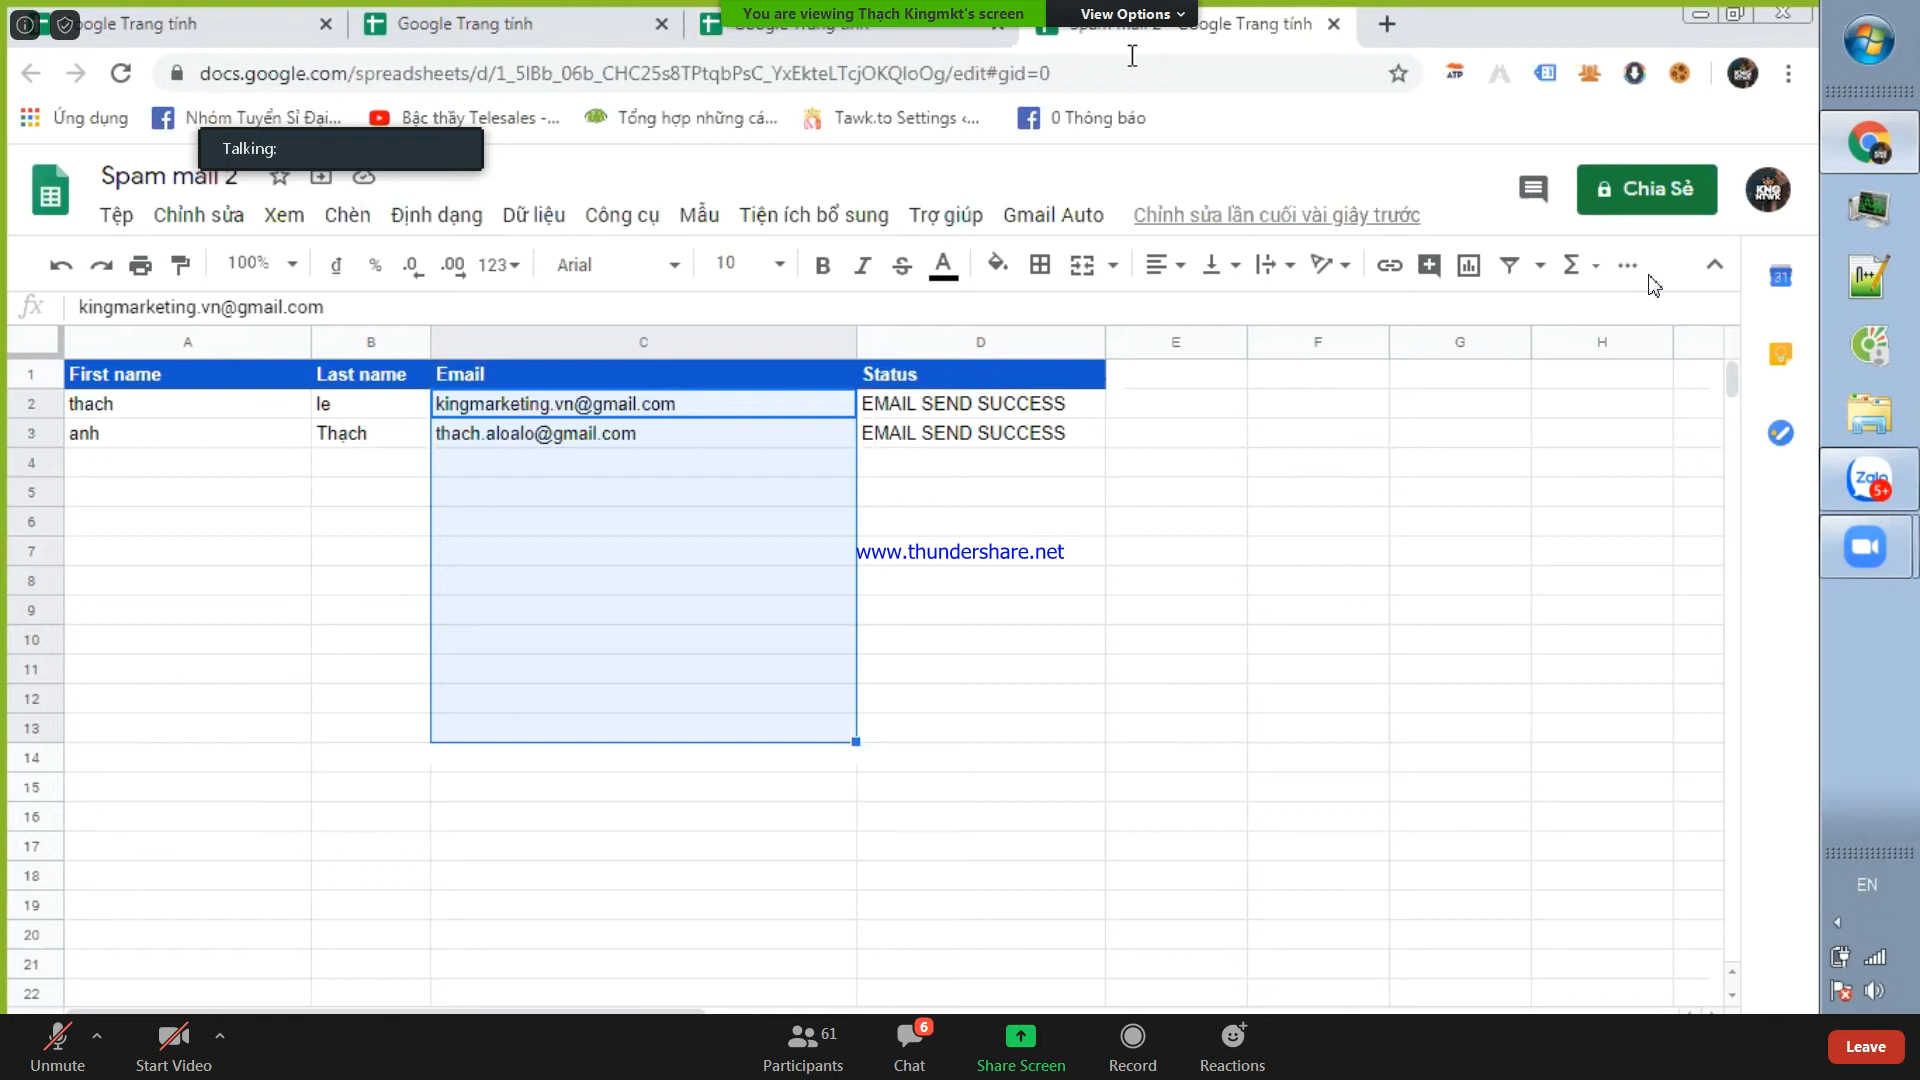 You are viewing Thạch Kingmkt's screen
View Options
Google Trang tính
Google Trang tính
Google Trang tính
docs.google.com/spreadsheets/d/1_5lBb_06b_CHC25s8TPtqbPsC_YxEkteLTcjOKQloOg/edit#gid=0
Ứng dụng
Nhóm Tuyển Sỉ Đại...
Bậc thầy Telesales -...
Tổng hợp những cá...
Tawk.to Settings ‹...
0 Thông báo
Talking:
Spam mail 2
Chia Sẻ
Tệp Chỉnh sửa Xem Chèn Định dạng Dữ liệu Công cụ Mẫu Tiện ích bổ sung Trợ giúp Gmail Auto Chỉnh sửa lần cuối vài giây trước
100% đ % .0 .00 123 Arial 10 B I S A
fx kingmarketing.vn@gmail.com
A B C D E F G H
1 First name Last name Email Status
2 thach le kingmarketing.vn@gmail.com EMAIL SEND SUCCESS
3 anh Thạch thach.aloalo@gmail.com EMAIL SEND SUCCESS
4
5
6
7 www.thundershare.net
8
9
10
11
12
13
14
15
16
17
18
19
20
21
22
31
Zalo
5+
n++
EN
Unmute
Start Video
61
Participants
6
Chat
Share Screen
Record
Reactions
Leave